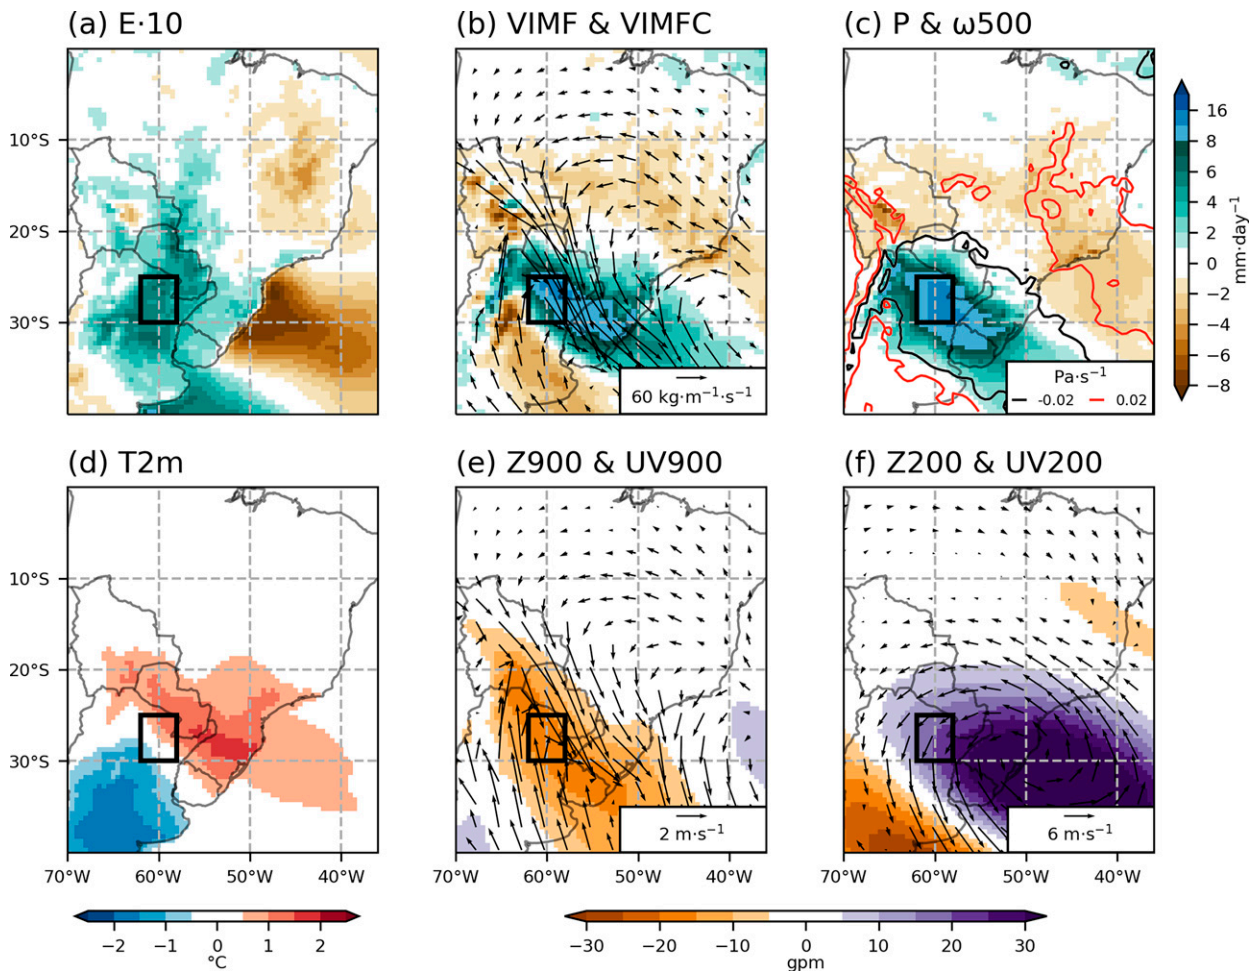 (a) E·10
(b) VIMF & VIMFC
(c) P & ω500
10°S
20°S
30°S
60 kg·m⁻¹·s⁻¹
Pa·s⁻¹
-0.02 0.02
16
8
6
4
2
0
−2
−4
−6
−8
mm·day⁻¹
(d) T2m
(e) Z900 & UV900
(f) Z200 & UV200
10°S
20°S
30°S
2 m·s⁻¹
6 m·s⁻¹
70°W 60°W 50°W 40°W
70°W 60°W 50°W 40°W
70°W 60°W 50°W 40°W
−2 −1 0 1 2
°C
−30 −20 −10 0 10 20 30
gpm